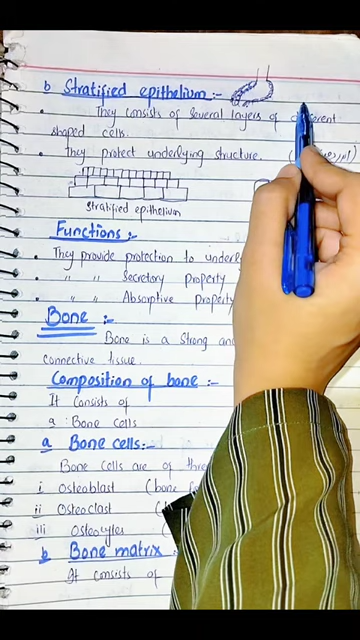 b Stratified epithelium :-
• They consists of several layers of different
shaped cells.
• They protect underlying structure. (
Stratified epithelium
Functions :-
• They provide protection to underly
• " " Secretory Property
• " " Absorptive Property
Bone :-
Bone is a strong and
connective tissue.
Composition of bone :-
It consists of
a : Bone cells
a Bone cells:-
Bone cells are of three
i Osteoblast (bone
ii Osteoclast (
iii Osteocytes (
b Bone matrix :-
It consists of